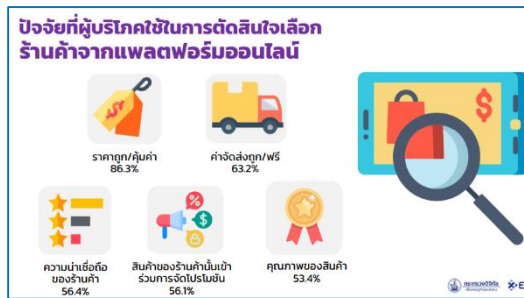 ปัจจัยที่ผู้บริโภคใช้ในการตัดสินใจเลือก
ร้านค้าจากแพลตฟอร์มออนไลน์
ราคาถูก/คุ้มค่า
86.3%
ค่าจัดส่งถูก/ฟรี
63.2%
ความน่าเชื่อถือ
ของร้านค้า
56.4%
สินค้าของร้านค้านั้นเข้า
ร่วมการจัดโปรโมชัน
56.1%
คุณภาพของสินค้า
53.4%